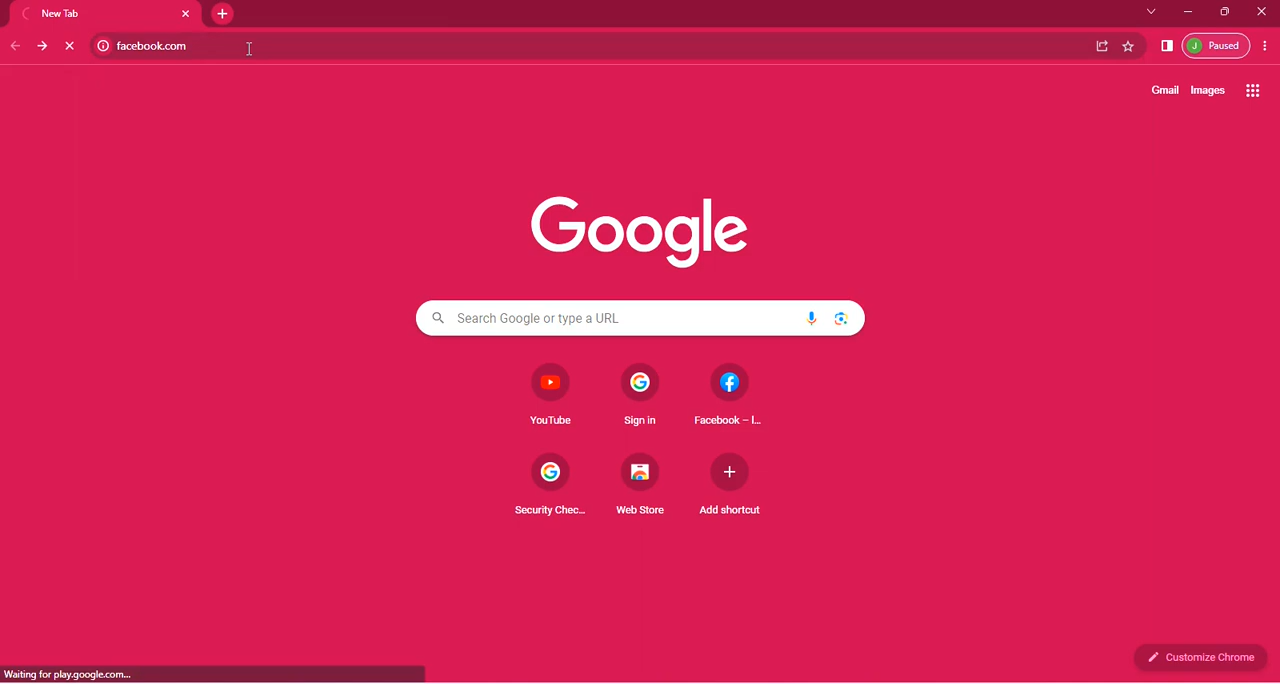 New Tab
facebook.com
J Paused
Gmail Images
Google
Search Google or type a URL
YouTube
Sign in
Facebook – l...
Security Chec...
Web Store
Add shortcut
Customize Chrome
Waiting for play.google.com...